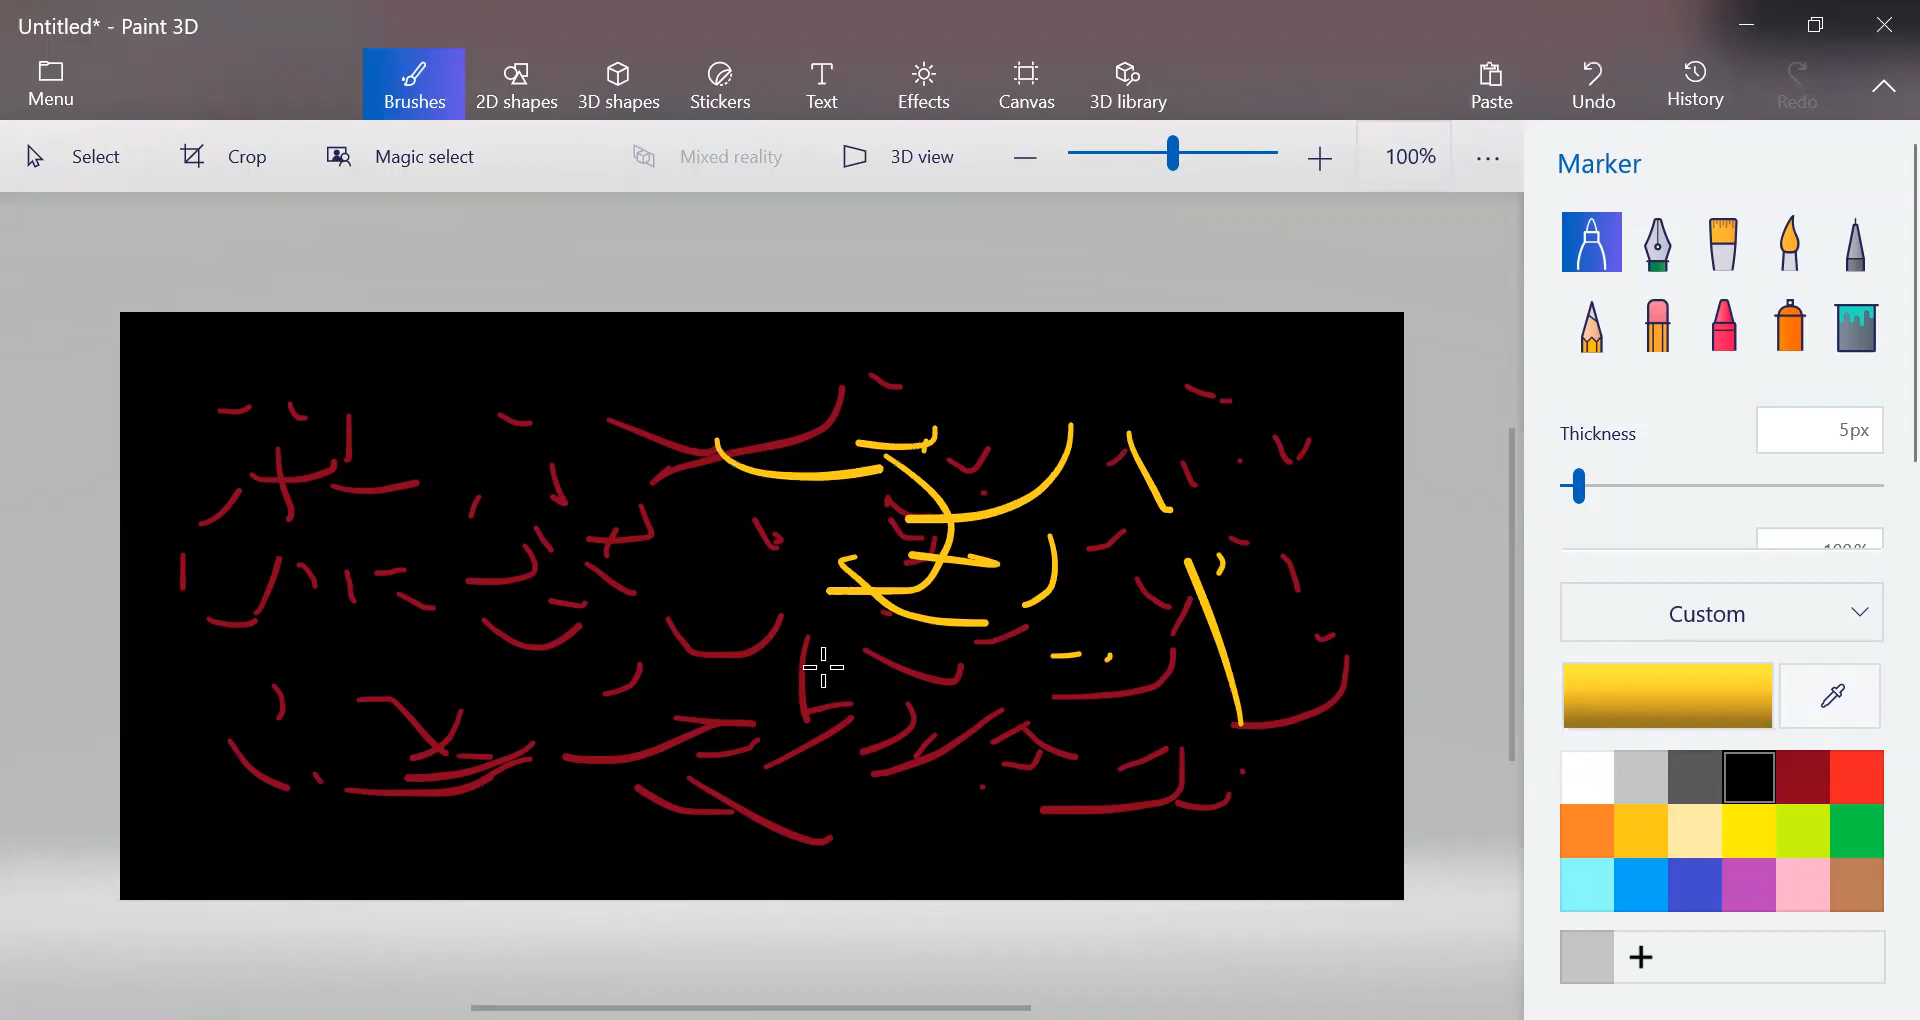 Untitled* - Paint 3D
Menu
Brushes 2D shapes 3D shapes Stickers Text Effects Canvas 3D library Paste Undo History Redo
Select Crop Magic select Mixed reality 3D view 100% ...
Marker
Thickness 5px
100%
Custom